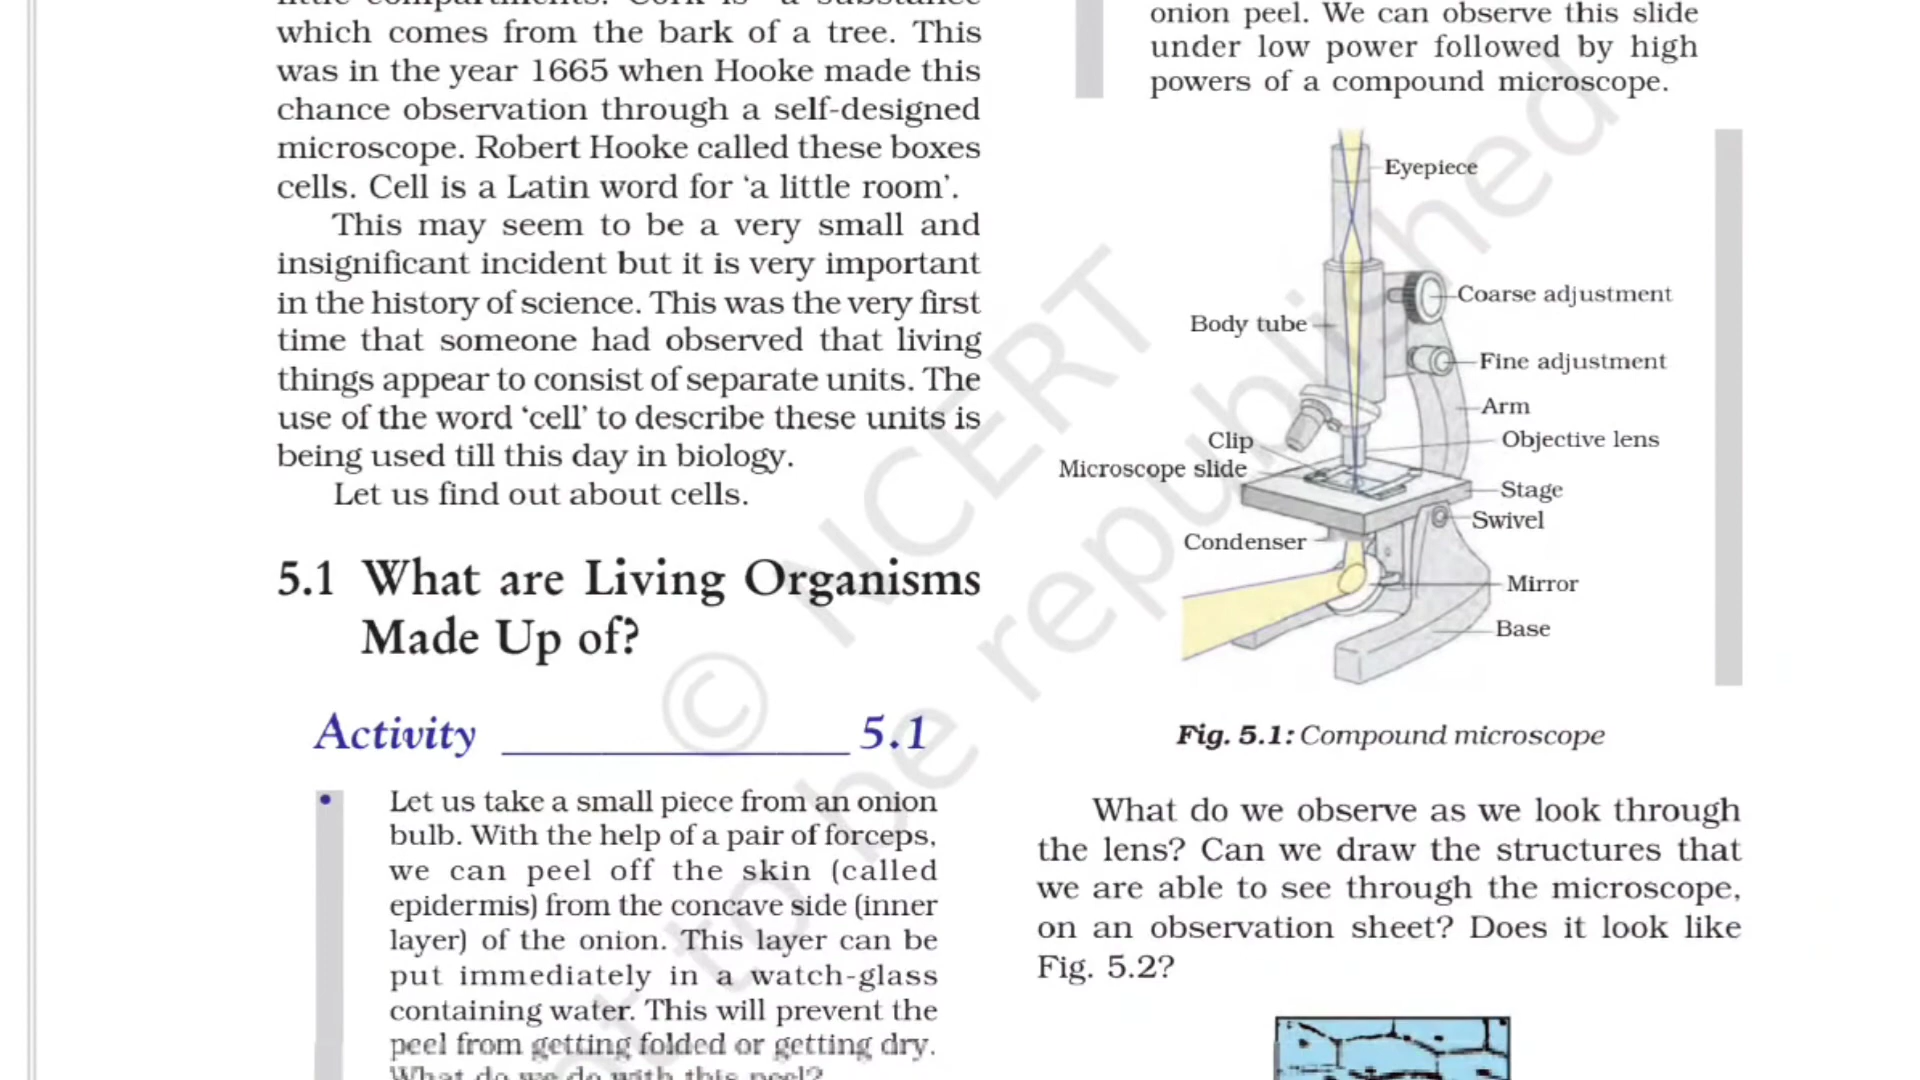 little compartments. Cork is a substance
which comes from the bark of a tree. This
was in the year 1665 when Hooke made this
chance observation through a self-designed
microscope. Robert Hooke called these boxes
cells. Cell is a Latin word for ‘a little room’.
This may seem to be a very small and
insignificant incident but it is very important
in the history of science. This was the very first
time that someone had observed that living
things appear to consist of separate units. The
use of the word ‘cell’ to describe these units is
being used till this day in biology.
Let us find out about cells.
5.1 What are Living Organisms
Made Up of?
Activity ______________ 5.1
• Let us take a small piece from an onion
bulb. With the help of a pair of forceps,
we can peel off the skin (called
epidermis) from the concave side (inner
layer) of the onion. This layer can be
put immediately in a watch-glass
containing water. This will prevent the
peel from getting folded or getting dry.
What do we do with this peel?
onion peel. We can observe this slide
under low power followed by high
powers of a compound microscope.
Eyepiece
Coarse adjustment
Body tube
Fine adjustment
Arm
Clip
Objective lens
Microscope slide
Stage
Swivel
Condenser
Mirror
Base
Fig. 5.1: Compound microscope
What do we observe as we look through
the lens? Can we draw the structures that
we are able to see through the microscope,
on an observation sheet? Does it look like
Fig. 5.2?
© NCERT
not to be republished